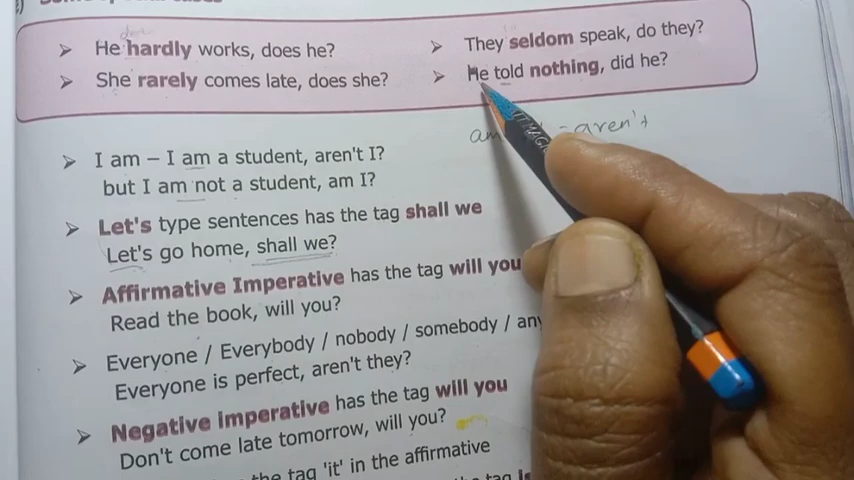 He hardly works, does he?
She rarely comes late, does she?
They seldom speak, do they?
He told nothing, did he?
am - aren't
I am – I am a student, aren't I?
but I am not a student, am I?
Let's type sentences has the tag shall we
Let's go home, shall we?
Affirmative Imperative has the tag will you
Read the book, will you?
Everyone / Everybody / nobody / somebody / any
Everyone is perfect, aren't they?
Negative imperative has the tag will you
Don't come late tomorrow, will you?
the tag 'it' in the affirmative